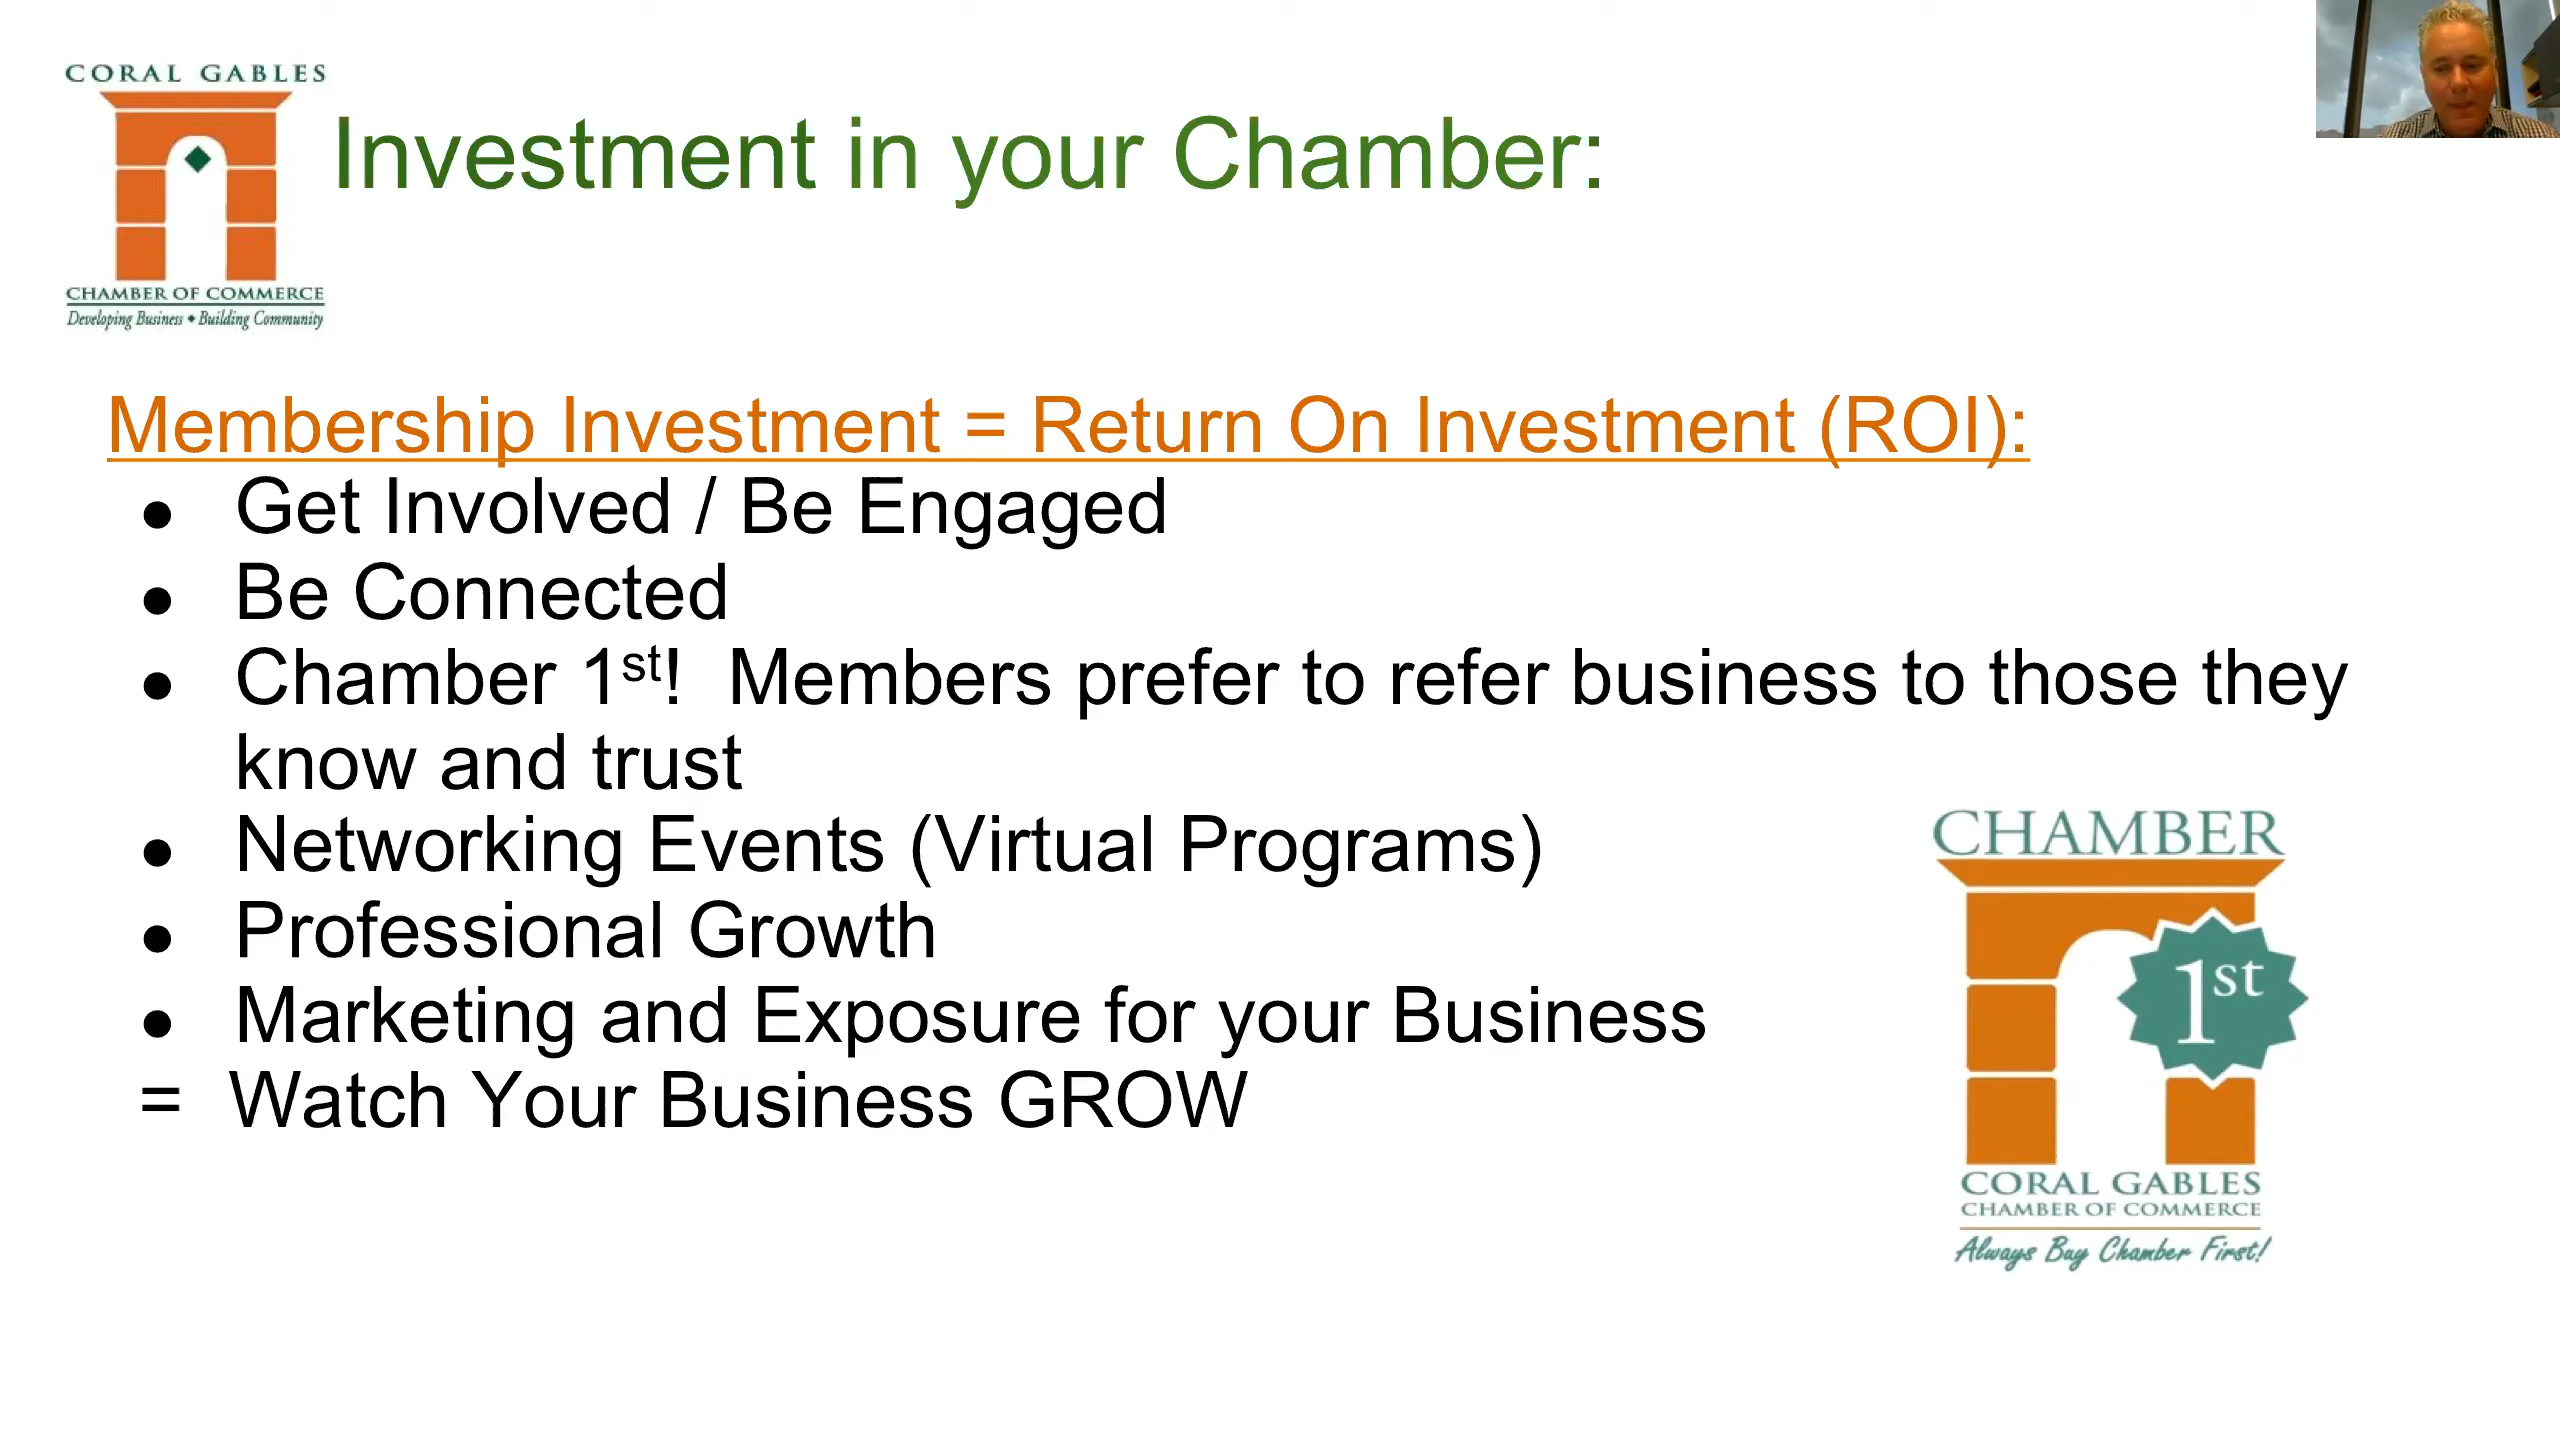 CORAL GABLES
CHAMBER OF COMMERCE
Developing Business ◆ Building Community
Investment in your Chamber:
Membership Investment = Return On Investment (ROI):
● Get Involved / Be Engaged
● Be Connected
● Chamber 1st!  Members prefer to refer business to those they
know and trust
● Networking Events (Virtual Programs)
● Professional Growth
● Marketing and Exposure for your Business
= Watch Your Business GROW
CHAMBER
1st
CORAL GABLES
CHAMBER OF COMMERCE
Always Buy Chamber First!